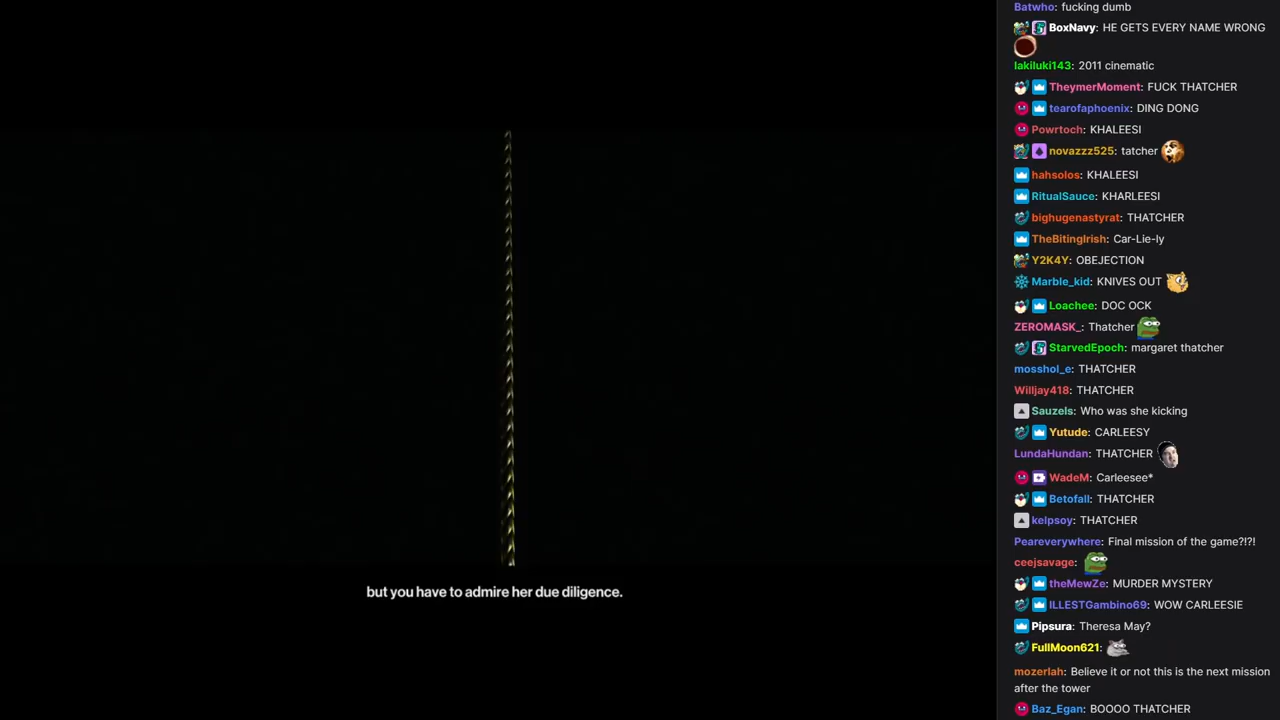 Batwho: fucking dumb
BoxNavy: HE GETS EVERY NAME WRONG
lakiluki143: 2011 cinematic
TheymerMoment: FUCK THATCHER
tearofaphoenix: DING DONG
Powrtoch: KHALEESI
novazzz525: tatcher
hahsolos: KHALEESI
RitualSauce: KHARLEESI
bighugenastyrat: THATCHER
TheBitingIrish: Car-Lie-ly
Y2K4Y: OBEJECTION
Marble_kid: KNIVES OUT
Loachee: DOC OCK
ZEROMASK_: Thatcher
StarvedEpoch: margaret thatcher
mosshol_e: THATCHER
Willjay418: THATCHER
Sauzels: Who was she kicking
Yutude: CARLEESY
LundaHundan: THATCHER
WadeM: Carleesee*
Betofall: THATCHER
kelpsoy: THATCHER
Peareverywhere: Final mission of the game?!?!
ceejsavage:
theMewZe: MURDER MYSTERY
ILLESTGambino69: WOW CARLEESIE
Pipsura: Theresa May?
FullMoon621:
mozerlah: Believe it or not this is the next mission
after the tower
Baz_Egan: BOOOO THATCHER
but you have to admire her due diligence.